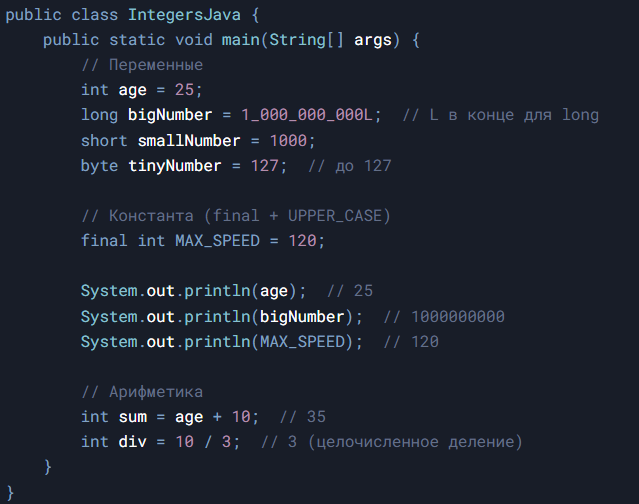 public class IntegersJava {
    public static void main(String[] args) {
        // Переменные
        int age = 25;
        long bigNumber = 1_000_000_000L;  // L в конце для long
        short smallNumber = 1000;
        byte tinyNumber = 127;  // до 127

        // Константа (final + UPPER_CASE)
        final int MAX_SPEED = 120;

        System.out.println(age);  // 25
        System.out.println(bigNumber);  // 1000000000
        System.out.println(MAX_SPEED);  // 120

        // Арифметика
        int sum = age + 10;  // 35
        int div = 10 / 3;  // 3 (целочисленное деление)
    }
}